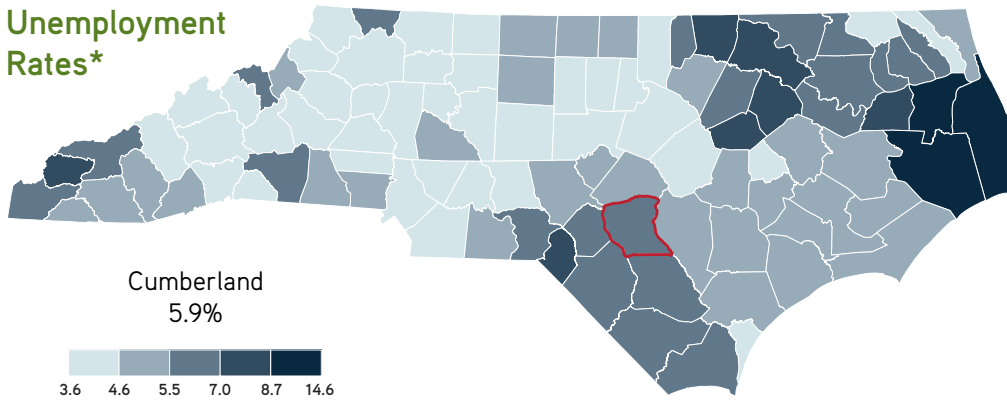 Unemployment
Rates*
Cumberland
5.9%
3.6 4.6 5.5 7.0 8.7 14.6